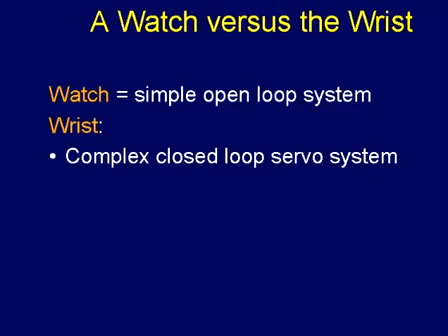 A Watch versus the Wrist
Watch = simple open loop system
Wrist:
• Complex closed loop servo system